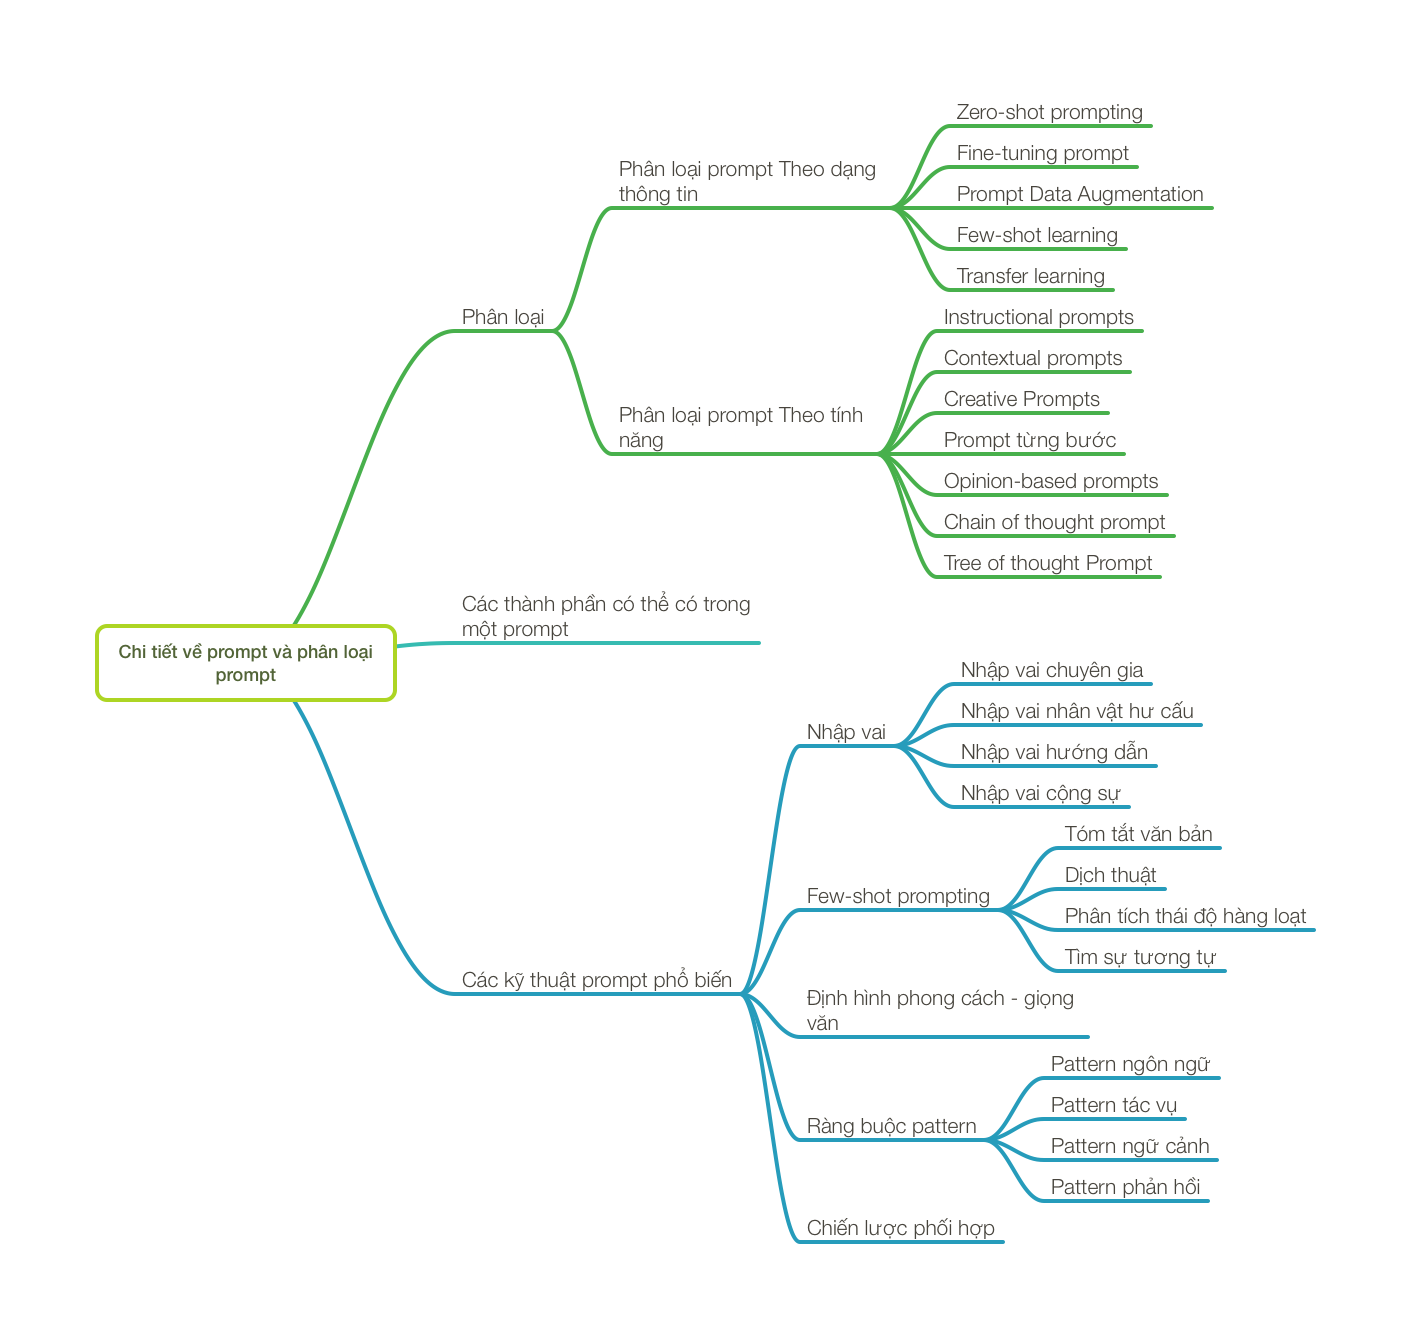 Chi tiết về prompt và phân loại
prompt
Phân loại
Phân loại prompt Theo dạng
thông tin
Zero-shot prompting
Fine-tuning prompt
Prompt Data Augmentation
Few-shot learning
Transfer learning
Phân loại prompt Theo tính
năng
Instructional prompts
Contextual prompts
Creative Prompts
Prompt từng bước
Opinion-based prompts
Chain of thought prompt
Tree of thought Prompt
Các thành phần có thể có trong
một prompt
Các kỹ thuật prompt phổ biến
Nhập vai
Nhập vai chuyên gia
Nhập vai nhân vật hư cấu
Nhập vai hướng dẫn
Nhập vai cộng sự
Few-shot prompting
Tóm tắt văn bản
Dịch thuật
Phân tích thái độ hàng loạt
Tìm sự tương tự
Định hình phong cách - giọng
văn
Ràng buộc pattern
Pattern ngôn ngữ
Pattern tác vụ
Pattern ngữ cảnh
Pattern phản hồi
Chiến lược phối hợp